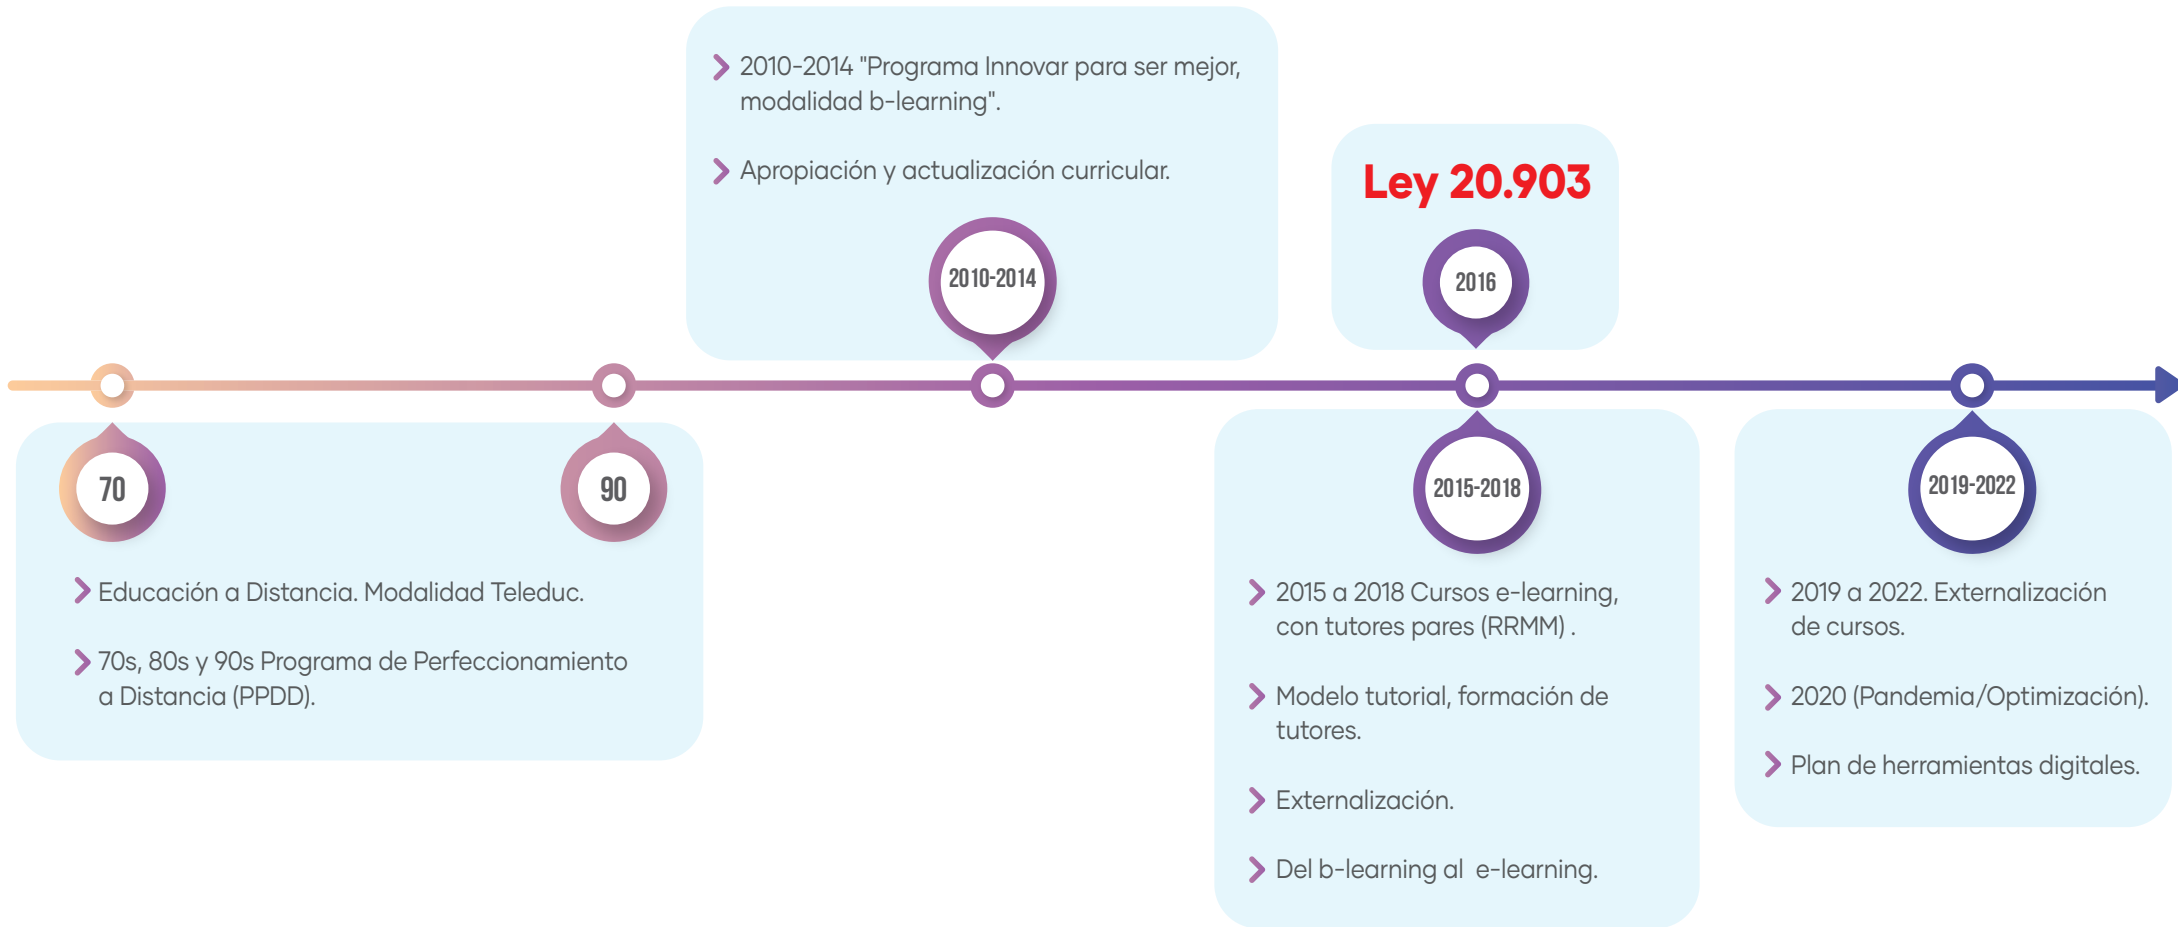 2010-2014 "Programa Innovar para ser mejor,
modalidad b-learning".
Apropiación y actualización curricular.
2010-2014
Ley 20.903
2016
70
90
Educación a Distancia. Modalidad Teleduc.
70s, 80s y 90s Programa de Perfeccionamiento
a Distancia (PPDD).
2015-2018
2015 a 2018 Cursos e-learning,
con tutores pares (RRMM) .
Modelo tutorial, formación de
tutores.
Externalización.
Del b-learning al e-learning.
2019-2022
2019 a 2022. Externalización
de cursos.
2020 (Pandemia/Optimización).
Plan de herramientas digitales.